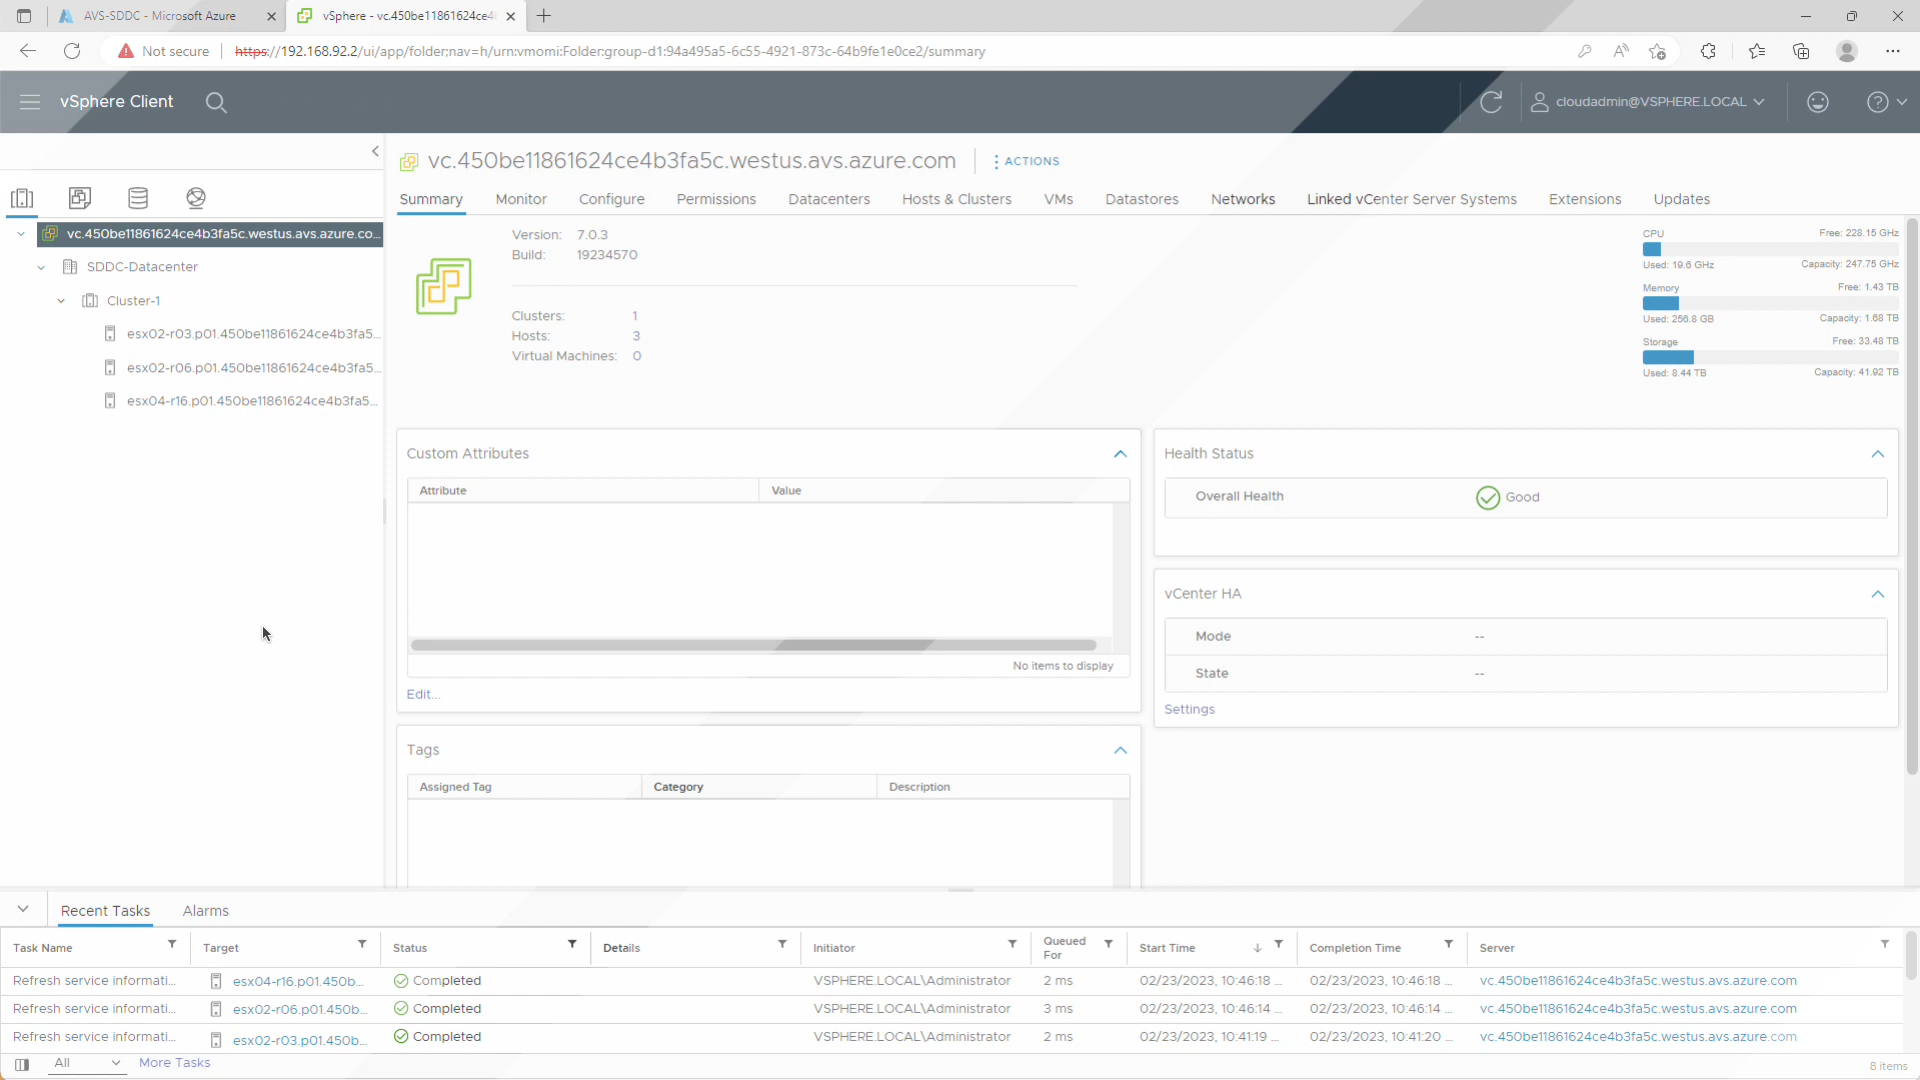 AVS-SDDC - Microsoft Azure
vSphere - vc.450be11861624ce4
Not secure
https://192.168.92.2/ui/app/folder;nav=h/urn:vmomi:Folder:group-d1:94a495a5-6c55-4921-873c-64b9fe1e0ce2/summary
vSphere Client
cloudadmin@VSPHERE.LOCAL
vc.450be11861624ce4b3fa5c.westus.avs.azure.com
ACTIONS
Summary
Monitor
Configure
Permissions
Datacenters
Hosts & Clusters
VMs
Datastores
Networks
Linked vCenter Server Systems
Extensions
Updates
vc.450be11861624ce4b3fa5c.westus.avs.azure.co...
SDDC-Datacenter
Cluster-1
esx02-r03.p01.450be11861624ce4b3fa5...
esx02-r06.p01.450be11861624ce4b3fa5...
esx04-r16.p01.450be11861624ce4b3fa5...
Version: 7.0.3
Build: 19234570
Clusters: 1
Hosts: 3
Virtual Machines: 0
CPU Free: 228.15 GHz
Used: 19.6 GHz Capacity: 247.75 GHz
Memory Free: 1.43 TB
Used: 256.8 GB Capacity: 1.68 TB
Storage Free: 33.48 TB
Used: 8.44 TB Capacity: 41.92 TB
Custom Attributes
Attribute Value
No items to display
Edit...
Tags
Assigned Tag Category Description
Health Status
Overall Health Good
vCenter HA
Mode --
State --
Settings
Recent Tasks Alarms
Task Name Target Status Details Initiator Queued For Start Time Completion Time Server
Refresh service informati... esx04-r16.p01.450b... Completed VSPHERE.LOCAL\Administrator 2 ms 02/23/2023, 10:46:18 ... 02/23/2023, 10:46:18 ... vc.450be11861624ce4b3fa5c.westus.avs.azure.com
Refresh service informati... esx02-r06.p01.450b... Completed VSPHERE.LOCAL\Administrator 3 ms 02/23/2023, 10:46:14 ... 02/23/2023, 10:46:14 ... vc.450be11861624ce4b3fa5c.westus.avs.azure.com
Refresh service informati... esx02-r03.p01.450b... Completed VSPHERE.LOCAL\Administrator 2 ms 02/23/2023, 10:41:19 ... 02/23/2023, 10:41:20 ... vc.450be11861624ce4b3fa5c.westus.avs.azure.com
All More Tasks
8 items